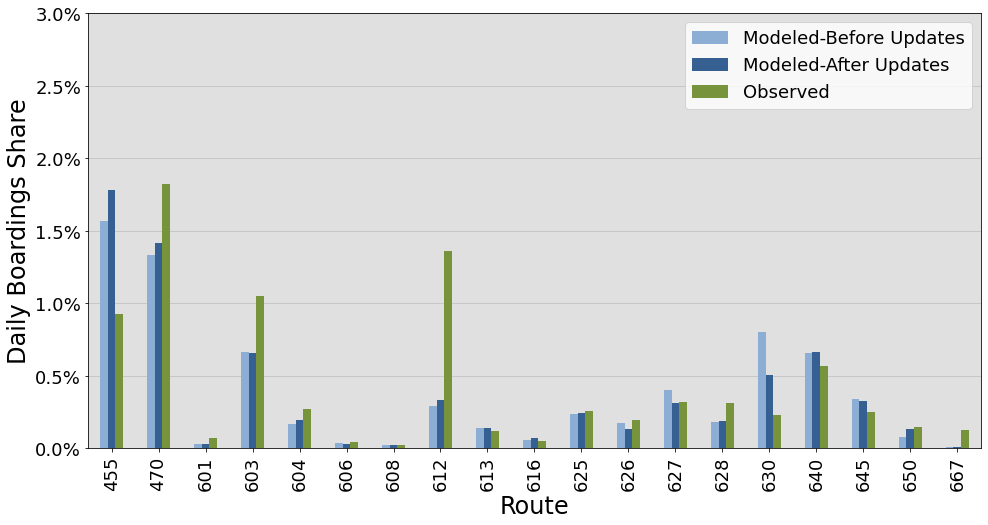 3.0%
2.5%
2.0%
1.5%
1.0%
0.5%
0.0%
Daily Boardings Share
Modeled-Before Updates
Modeled-After Updates
Observed
455 470 601 603 604 606 608 612 613 616 625 626 627 628 630 640 645 650 667
Route